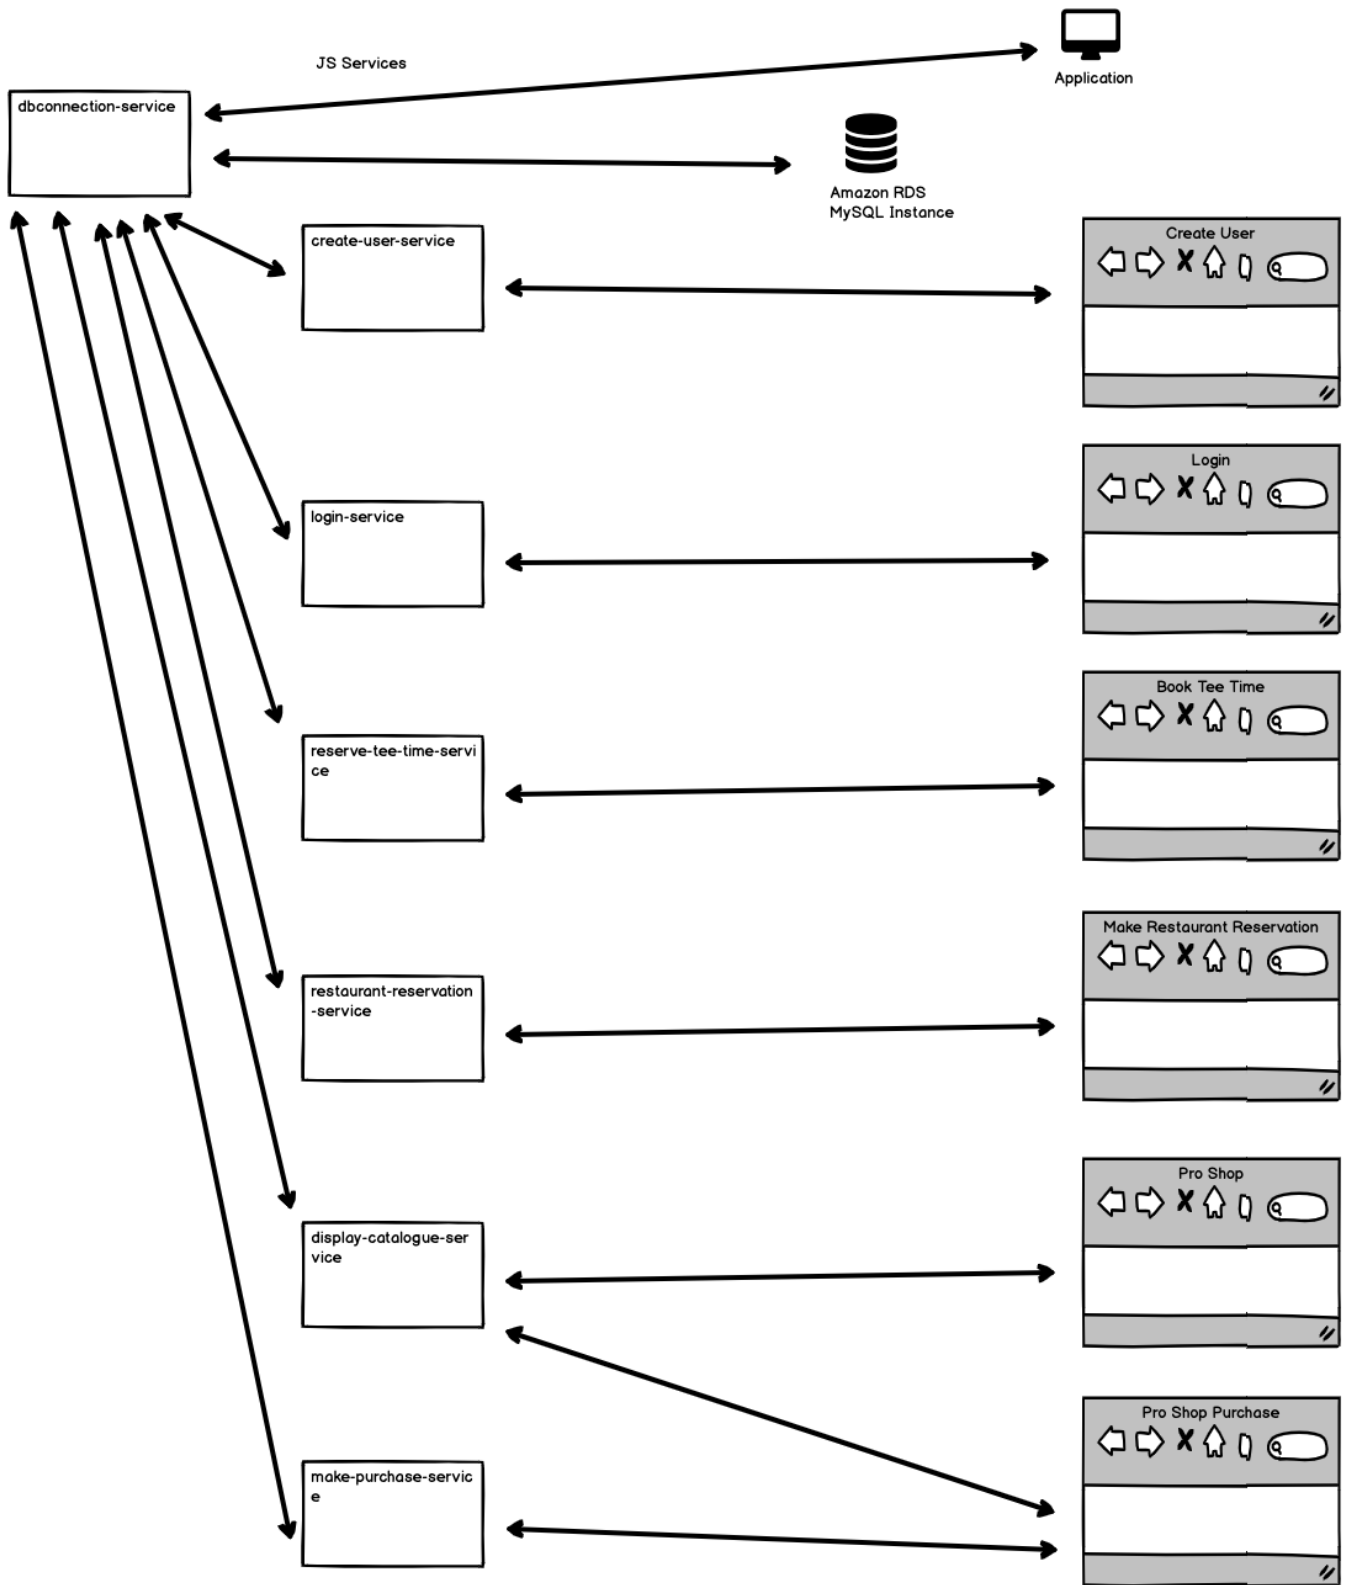 JS Services
Application
dbconnection-service
Amazon RDS
MySQL Instance
create-user-service
Create User
Login
login-service
Book Tee Time
reserve-tee-time-servi
ce
Make Restaurant Reservation
restaurant-reservation
-service
Pro Shop
display-catalogue-ser
vice
Pro Shop Purchase
make-purchase-servic
e